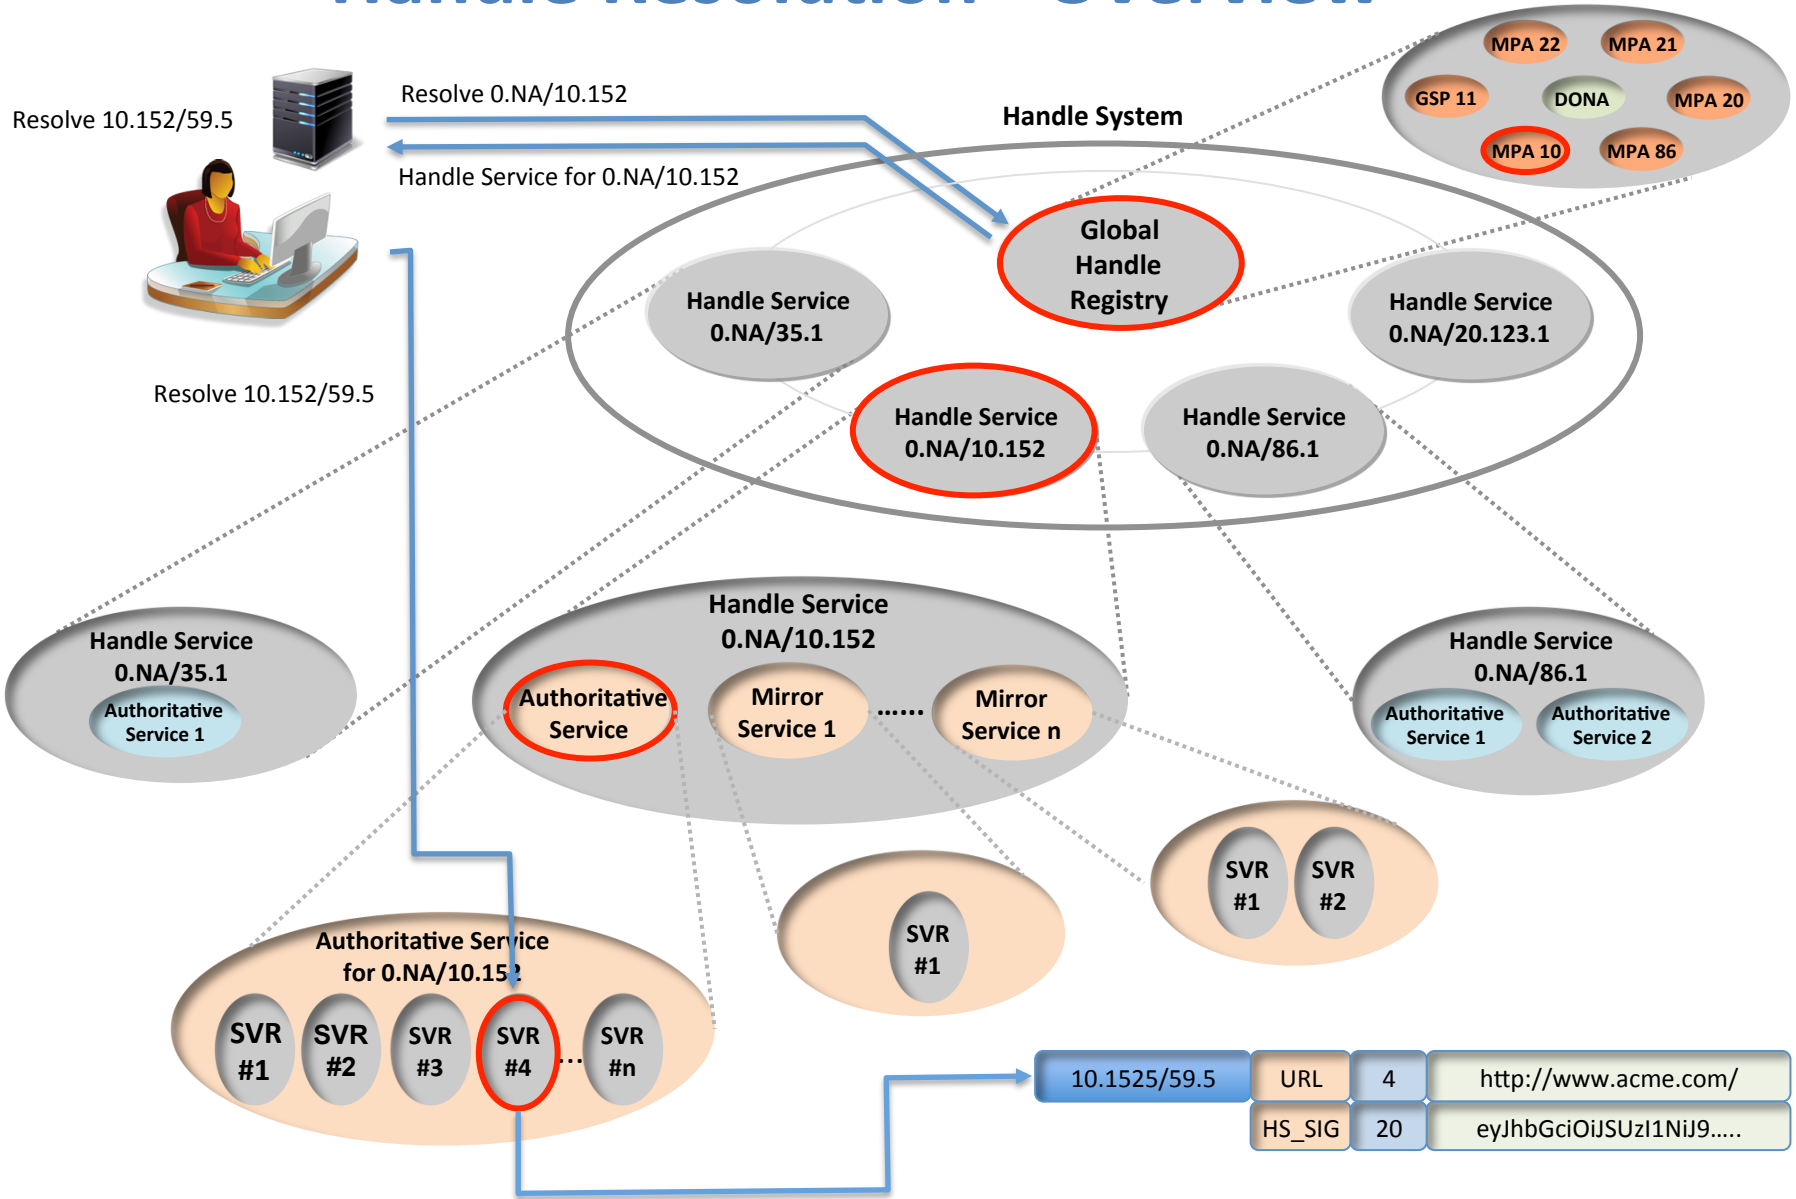 Handle Resolution - Overview
MPA 22
MPA 21
GSP 11
DONA
MPA 20
MPA 10
MPA 86
Resolve 10.152/59.5
Resolve 0.NA/10.152
Handle Service for 0.NA/10.152
Resolve 10.152/59.5
Handle System
Global
Handle
Registry
Handle Service
0.NA/35.1
Handle Service
0.NA/20.123.1
Handle Service
0.NA/10.152
Handle Service
0.NA/86.1
Handle Service
0.NA/35.1
Authoritative
Service 1
Handle Service
0.NA/10.152
Authoritative
Service
Mirror
Service 1
......
Mirror
Service n
Handle Service
0.NA/86.1
Authoritative
Service 1
Authoritative
Service 2
Authoritative Service
for 0.NA/10.152
SVR
#1
SVR
#2
SVR
#3
SVR
#4
...
SVR
#n
SVR
#1
SVR
#1
SVR
#2
10.1525/59.5 URL 4 http://www.acme.com/
HS_SIG 20 eyJhbGciOiJSUzI1NiJ9.....